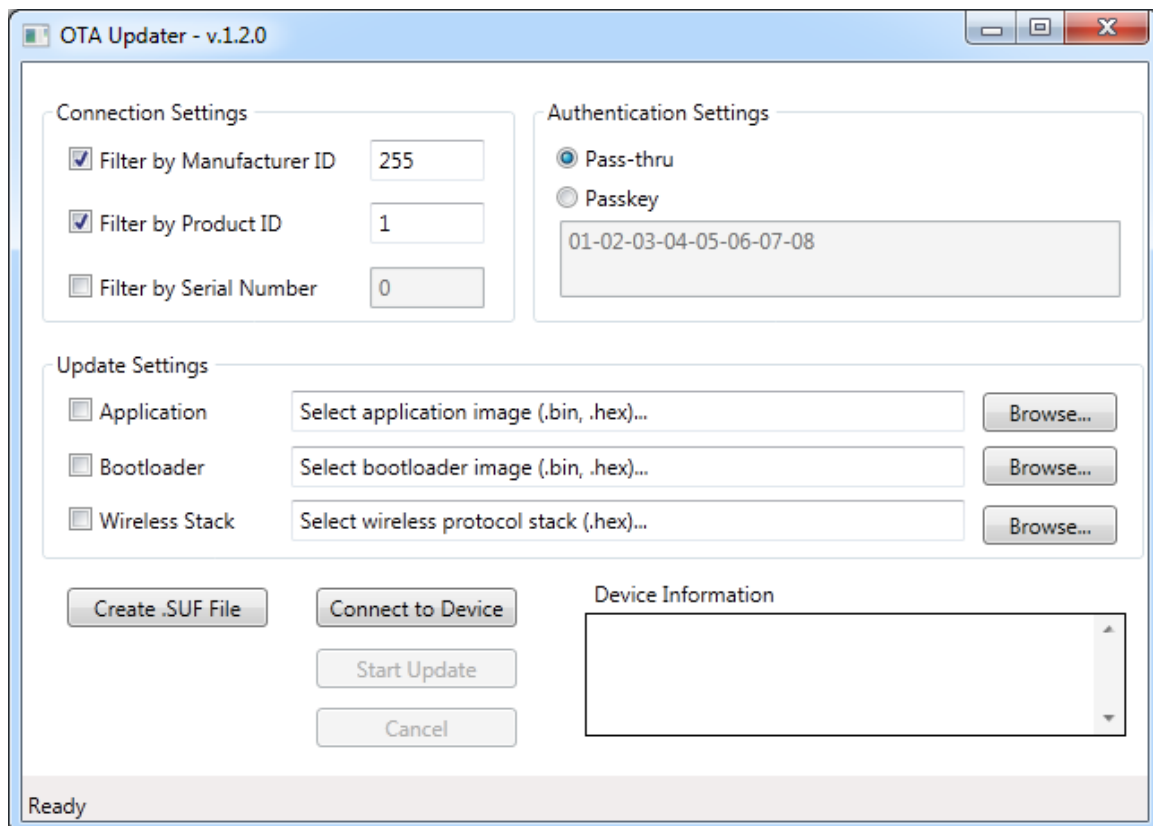 OTA Updater - v.1.2.0
Connection Settings
Filter by Manufacturer ID 255
Filter by Product ID 1
Filter by Serial Number 0
Authentication Settings
Pass-thru
Passkey
01-02-03-04-05-06-07-08
Update Settings
Application Select application image (.bin, .hex)... Browse...
Bootloader Select bootloader image (.bin, .hex)... Browse...
Wireless Stack Select wireless protocol stack (.hex)... Browse...
Create .SUF File
Connect to Device
Start Update
Cancel
Device Information
Ready